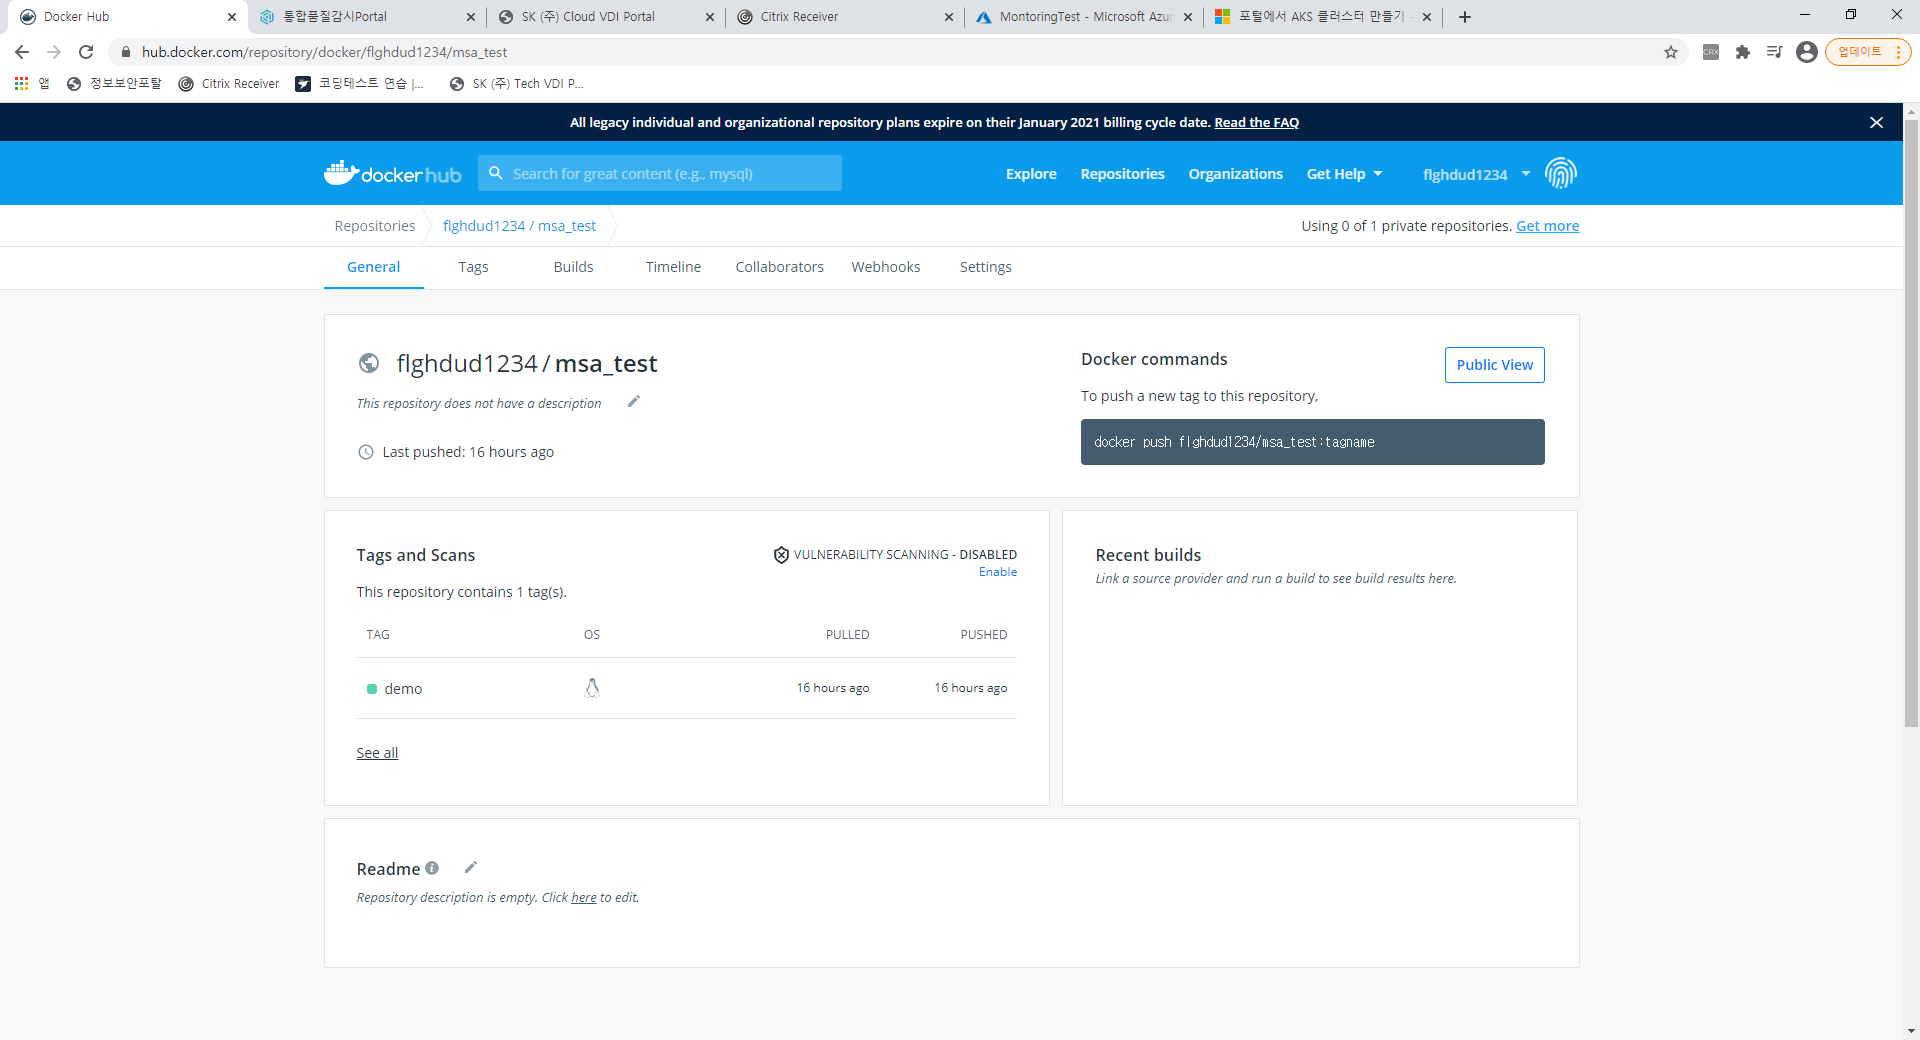 Docker Hub
통합품질감시Portal
SK (주) Cloud VDI Portal
Citrix Receiver
MontoringTest - Microsoft Azur
포털에서 AKS 클러스터 만들기 -
hub.docker.com/repository/docker/flghdud1234/msa_test
CRX
업데이트
앱
정보보안포탈
Citrix Receiver
코딩테스트 연습 |...
SK (주) Tech VDI P...
All legacy individual and organizational repository plans expire on their January 2021 billing cycle date. Read the FAQ
docker hub
Search for great content (e.g., mysql)
Explore
Repositories
Organizations
Get Help
flghdud1234
Repositories
flghdud1234 / msa_test
Using 0 of 1 private repositories. Get more
General
Tags
Builds
Timeline
Collaborators
Webhooks
Settings
flghdud1234 / msa_test
This repository does not have a description
Last pushed: 16 hours ago
Docker commands
Public View
To push a new tag to this repository,
docker push flghdud1234/msa_test:tagname
Tags and Scans
VULNERABILITY SCANNING - DISABLED
Enable
This repository contains 1 tag(s).
TAG
OS
PULLED
PUSHED
demo
16 hours ago
16 hours ago
See all
Recent builds
Link a source provider and run a build to see build results here.
Readme
Repository description is empty. Click here to edit.